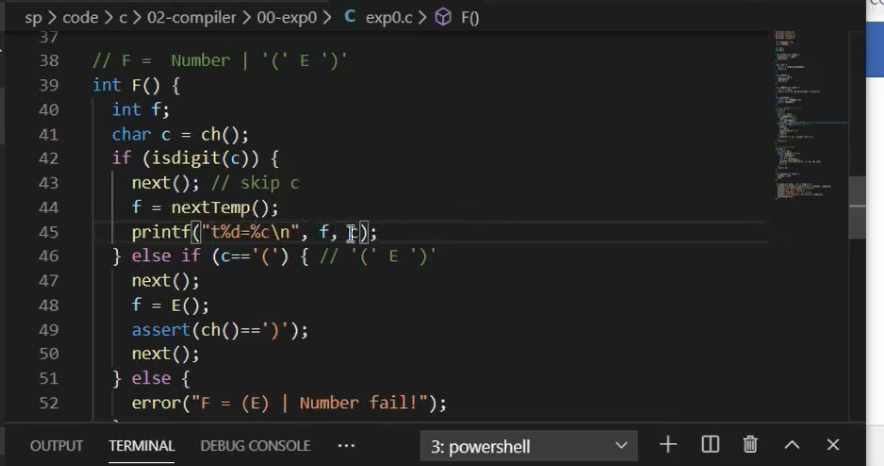 sp > code > c > 02-compiler > 00-exp0 > C exp0.c > F()
37
38 // F =  Number | '(' E ')'
39 int F() {
40   int f;
41   char c = ch();
42   if (isdigit(c)) {
43     next(); // skip c
44     f = nextTemp();
45     printf("t%d=%c\n", f, c);
46   } else if (c=='(') { // '(' E ')'
47     next();
48     f = E();
49     assert(ch()==')');
50     next();
51   } else {
52     error("F = (E) | Number fail!");
OUTPUT TERMINAL DEBUG CONSOLE ··· 3: powershell